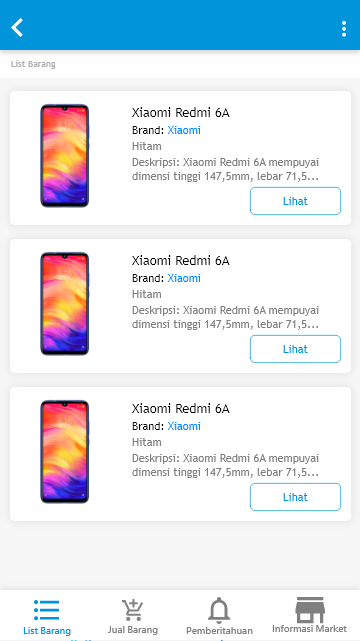 List Barang
Xiaomi Redmi 6A
Brand: Xiaomi
Hitam
Deskripsi: Xiaomi Redmi 6A mempuyai
dimensi tinggi 147,5mm, lebar 71,5...
Lihat
Xiaomi Redmi 6A
Brand: Xiaomi
Hitam
Deskripsi: Xiaomi Redmi 6A mempuyai
dimensi tinggi 147,5mm, lebar 71,5...
Lihat
Xiaomi Redmi 6A
Brand: Xiaomi
Hitam
Deskripsi: Xiaomi Redmi 6A mempuyai
dimensi tinggi 147,5mm, lebar 71,5...
Lihat
List Barang
Jual Barang
Pemberitahuan
Informasi Market